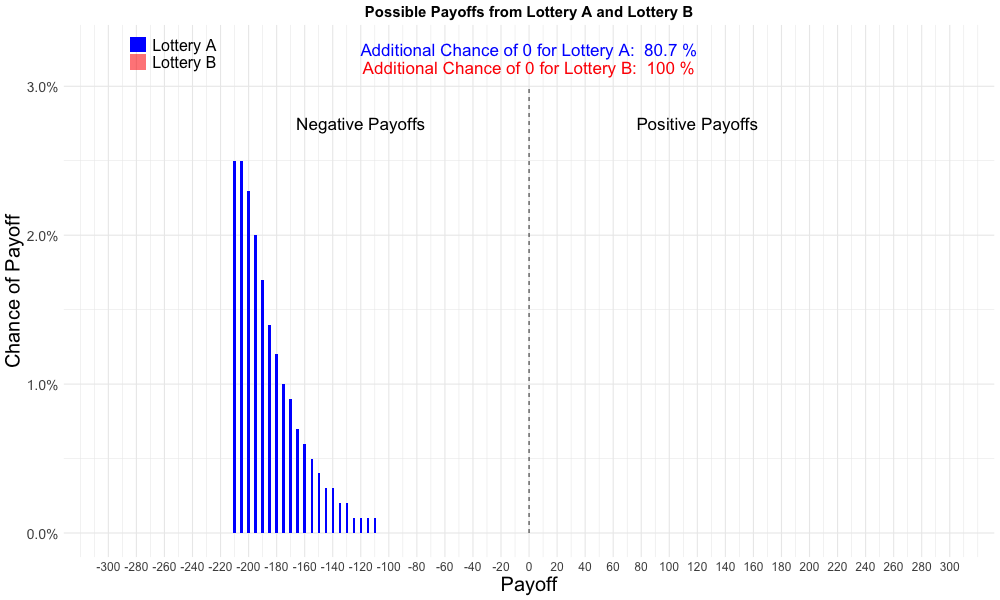 Possible Payoffs from Lottery A and Lottery B
Lottery A
Lottery B
Additional Chance of 0 for Lottery A:  80.7 %
Additional Chance of 0 for Lottery B:  100 %
Negative Payoffs
Positive Payoffs
Chance of Payoff
3.0%
2.0%
1.0%
0.0%
-300 -280 -260 -240 -220 -200 -180 -160 -140 -120 -100 -80 -60 -40 -20 0 20 40 60 80 100 120 140 160 180 200 220 240 260 280 300
Payoff